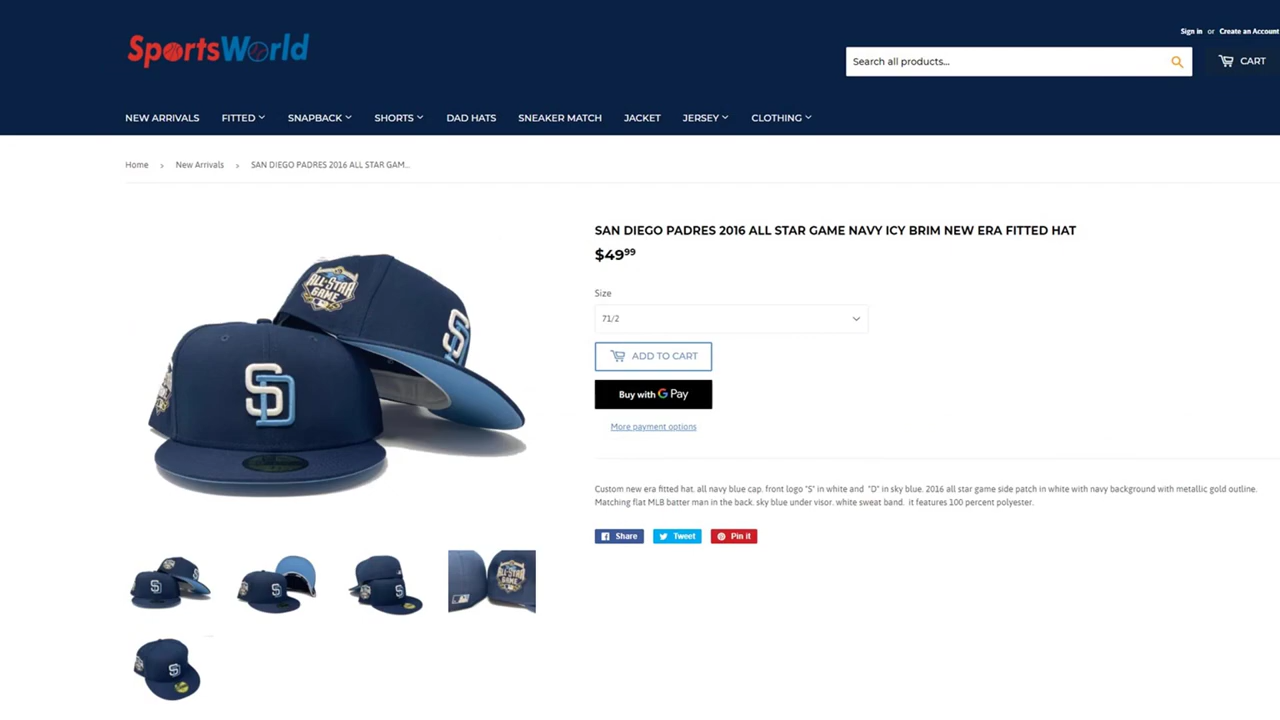 SportsWorld
Sign in or Create an Account
Search all products...
CART
NEW ARRIVALS FITTED SNAPBACK SHORTS DAD HATS SNEAKER MATCH JACKET JERSEY CLOTHING
Home › New Arrivals › SAN DIEGO PADRES 2016 ALL STAR GAM...
SAN DIEGO PADRES 2016 ALL STAR GAME NAVY ICY BRIM NEW ERA FITTED HAT
$49⁹⁹
Size
71/2
ADD TO CART
Buy with G Pay
More payment options
Custom new era fitted hat. all navy blue cap. front logo "S" in white and "D" in sky blue. 2016 all star game side patch in white with navy background with metallic gold outline.
Matching flat MLB batter man in the back. sky blue under visor. white sweat band. it features 100 percent polyester.
Share Tweet Pin it
ALL-STAR
GAME
SD
SD